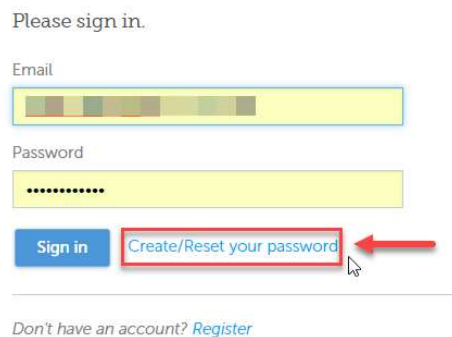 Please sign in.
Email
Password
••••••••••••
Sign in Create/Reset your password
Don't have an account? Register